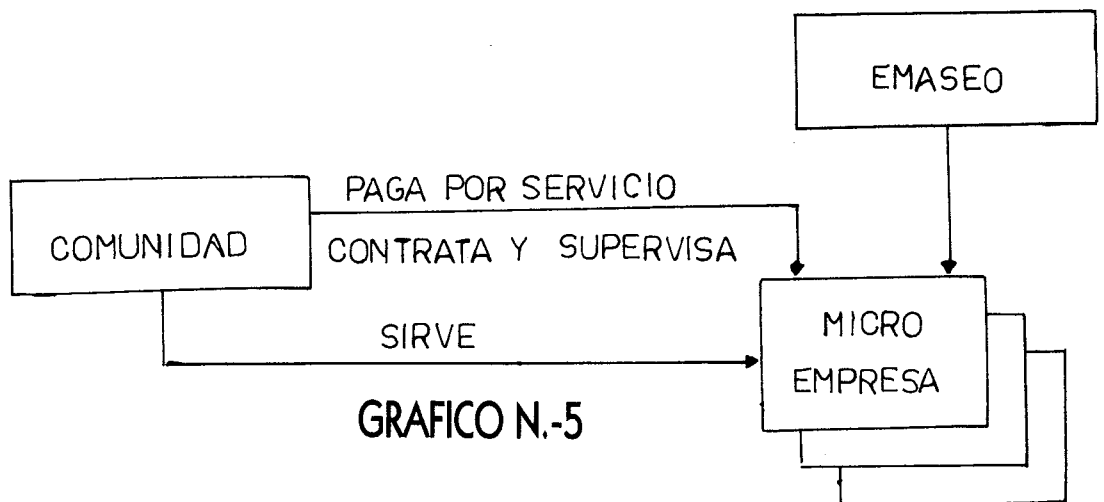 EMASEO
PAGA POR SERVICIO
COMUNIDAD
CONTRATA Y SUPERVISA
SIRVE
MICRO
EMPRESA
GRAFICO N.-5